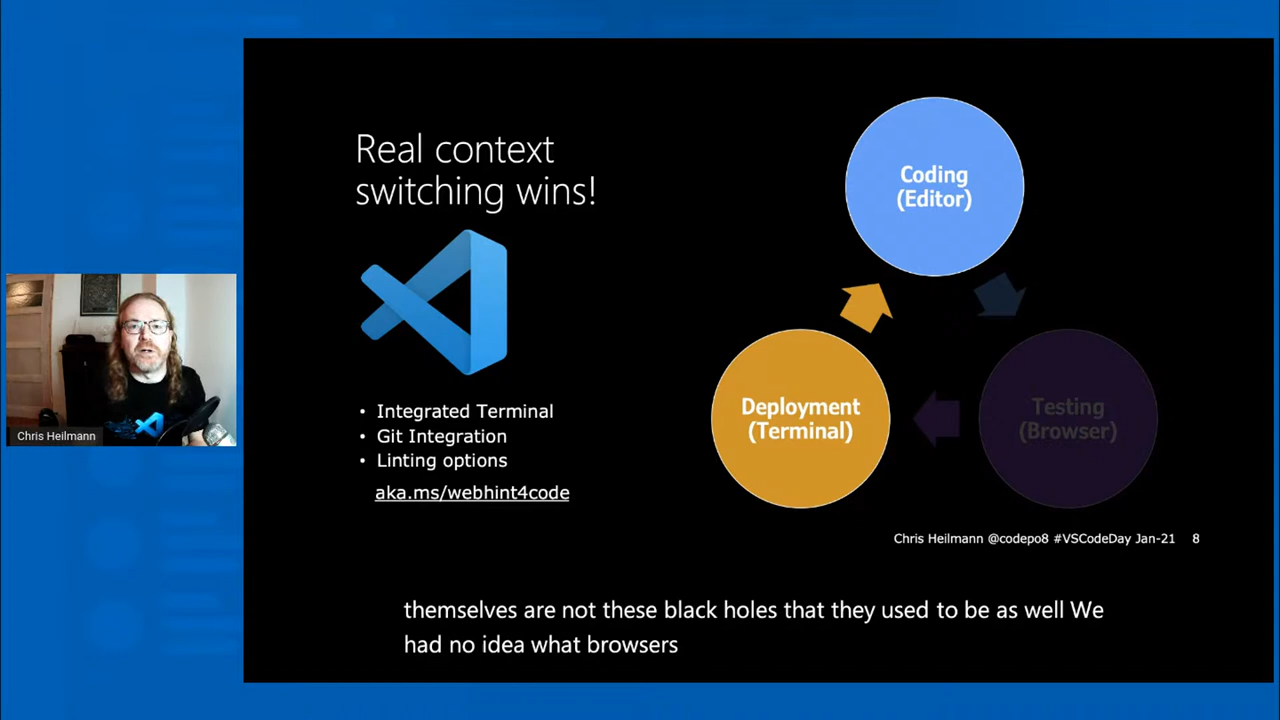 Real context
switching wins!
• Integrated Terminal
• Git Integration
• Linting options
aka.ms/webhint4code
Coding
(Editor)
Testing
(Browser)
Deployment
(Terminal)
Chris Heilmann @codepo8 #VSCodeDay Jan-21 8
themselves are not these black holes that they used to be as well We
had no idea what browsers
Chris Heilmann